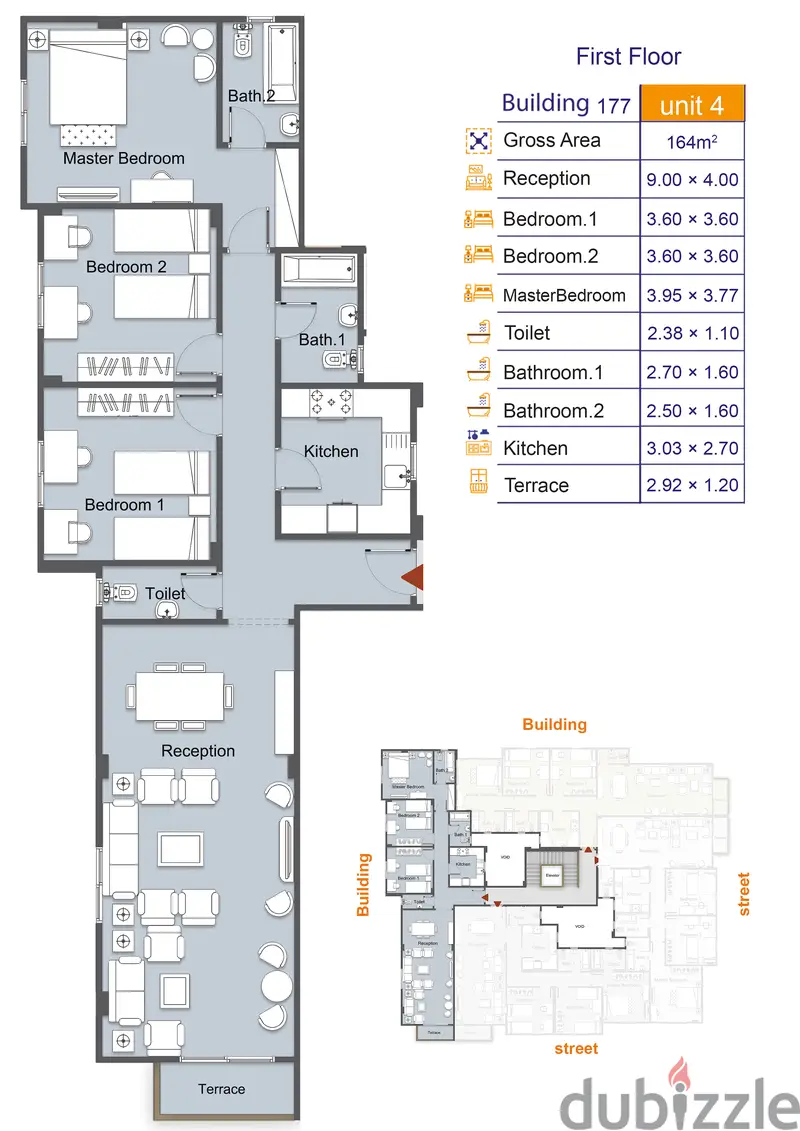 First Floor
Building 177 unit 4
Gross Area 164m²
Reception 9.00 × 4.00
Bedroom.1 3.60 × 3.60
Bedroom.2 3.60 × 3.60
MasterBedroom 3.95 × 3.77
Toilet 2.38 × 1.10
Bathroom.1 2.70 × 1.60
Bathroom.2 2.50 × 1.60
Kitchen 3.03 × 2.70
Terrace 2.92 × 1.20
Bath.2
Master Bedroom
Bedroom 2
Bath.1
Kitchen
Bedroom 1
Toilet
Reception
Terrace
Building
Building
street
street
Bath.2
Master Bedroom
Bedroom 2
Bath.1
Kitchen
VOID
Elevator
Bedroom 1
Toilet
VOID
Reception
Terrace
dubizzle